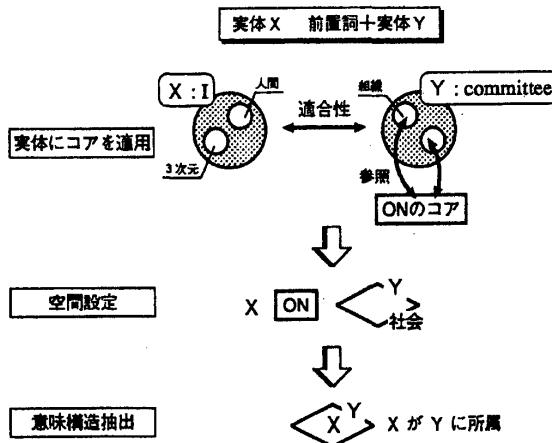 実体X 前置詞+実体Y
X:I
人間
3次元
適合性
組織
Y:committee
参照
ONのコア
実体にコアを適用
空間設定
X ON Y
社会
意味構造抽出
X Y
XがYに所属